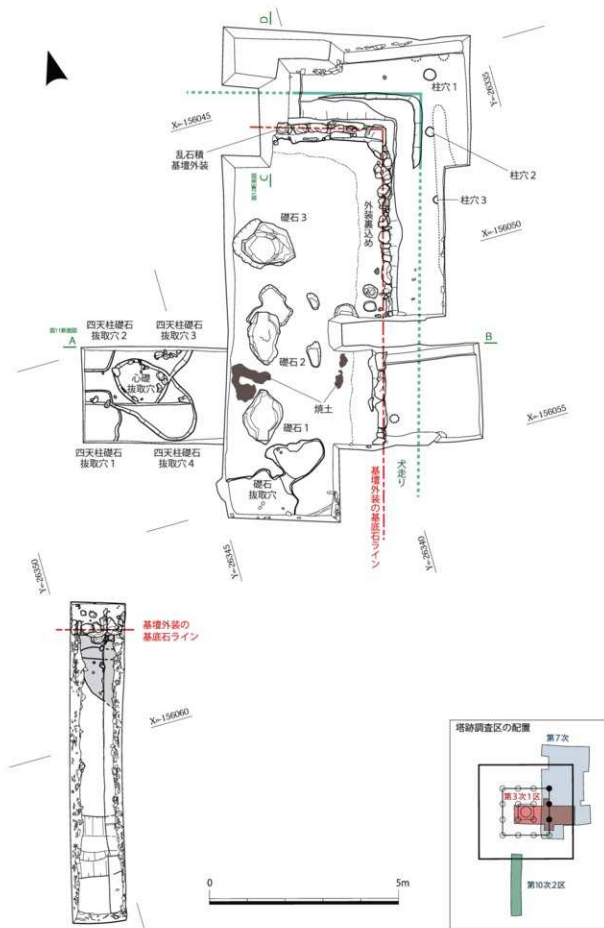 D
柱穴 1
Y=-26335
X=-156045
乱石積
基壇外装
C
柱穴 2
柱穴 3
外装裏込め
礎石 3
X=-156050
四天柱礎石
抜取穴 2
四天柱礎石
抜取穴 3
A
B
心礎
抜取穴
礎石 2
焼土
礎石 1
X=-156055
四天柱礎石
抜取穴 1
四天柱礎石
抜取穴 4
礎石
抜取穴
犬走り
基壇外装の基底石ライン
Y=-26350
Y=-26345
Y=-26340
基壇外装の
基底石ライン
X=-156060
0
5m
塔跡調査区の配置
第7次
第3次1区
第10次2区